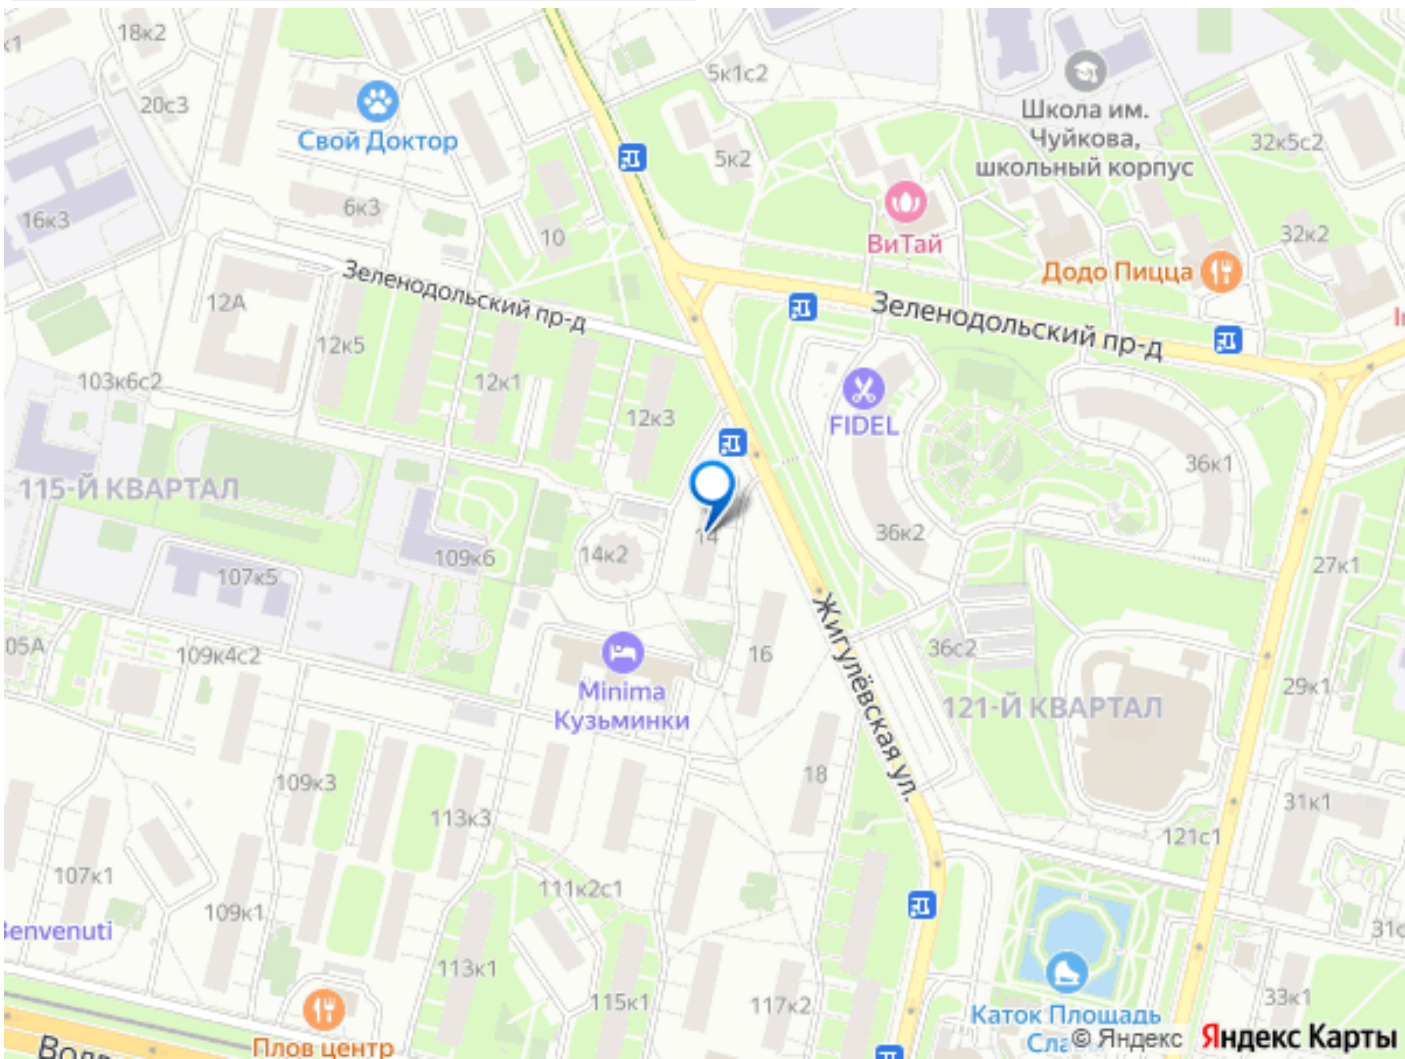 18к2
к1
20с3
Свой Доктор
5к1с2
Школа им.
Чуйкова,
школьный корпус
32к5с2
5к2
16к3
6к3
10
ВиТай
32к2
Додо Пицца
Зеленодольский пр-д
12А
Зеленодольский пр-д
12к5
103к6с2
12к1
12к3
FIDEL
36к1
115-Й КВАРТАЛ
14
36к2
14к2
109к6
107к5
27к1
Жигулёвская ул.
05А
109к4с2
16
36с2
Minima
Кузьминки
29к1
121-Й КВАРТАЛ
18
109к3
113к3
31к1
121с1
107к1
111к2с1
109к1
Benvenuti
31с
113к1
115к1
117к2
33к1
Каток Площадь
Плов центр
© Яндекс
Яндекс Карты